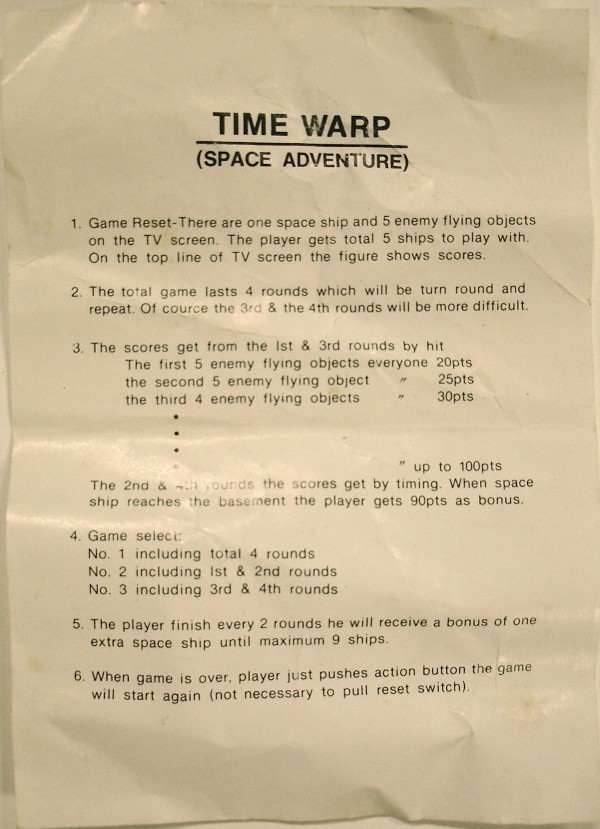 TIME WARP
(SPACE ADVENTURE)
1. Game Reset-There are one space ship and 5 enemy flying objects
on the TV screen. The player gets total 5 ships to play with.
On the top line of TV screen the figure shows scores.
2. The total game lasts 4 rounds which will be turn round and
repeat. Of cource the 3rd & the 4th rounds will be more difficult.
3. The scores get from the Ist & 3rd rounds by hit
The first 5 enemy flying objects everyone 20pts
the second 5 enemy flying object 〃 25pts
the third 4 enemy flying objects 〃 30pts
•
•
•
•
〃 up to 100pts
The 2nd & 4th rounds the scores get by timing. When space
ship reaches the basement the player gets 90pts as bonus.
4. Game select:
No. 1 including total 4 rounds
No. 2 including Ist & 2nd rounds
No. 3 including 3rd & 4th rounds
5. The player finish every 2 rounds he will receive a bonus of one
extra space ship until maximum 9 ships.
6. When game is over, player just pushes action button the game
will start again (not necessary to pull reset switch).